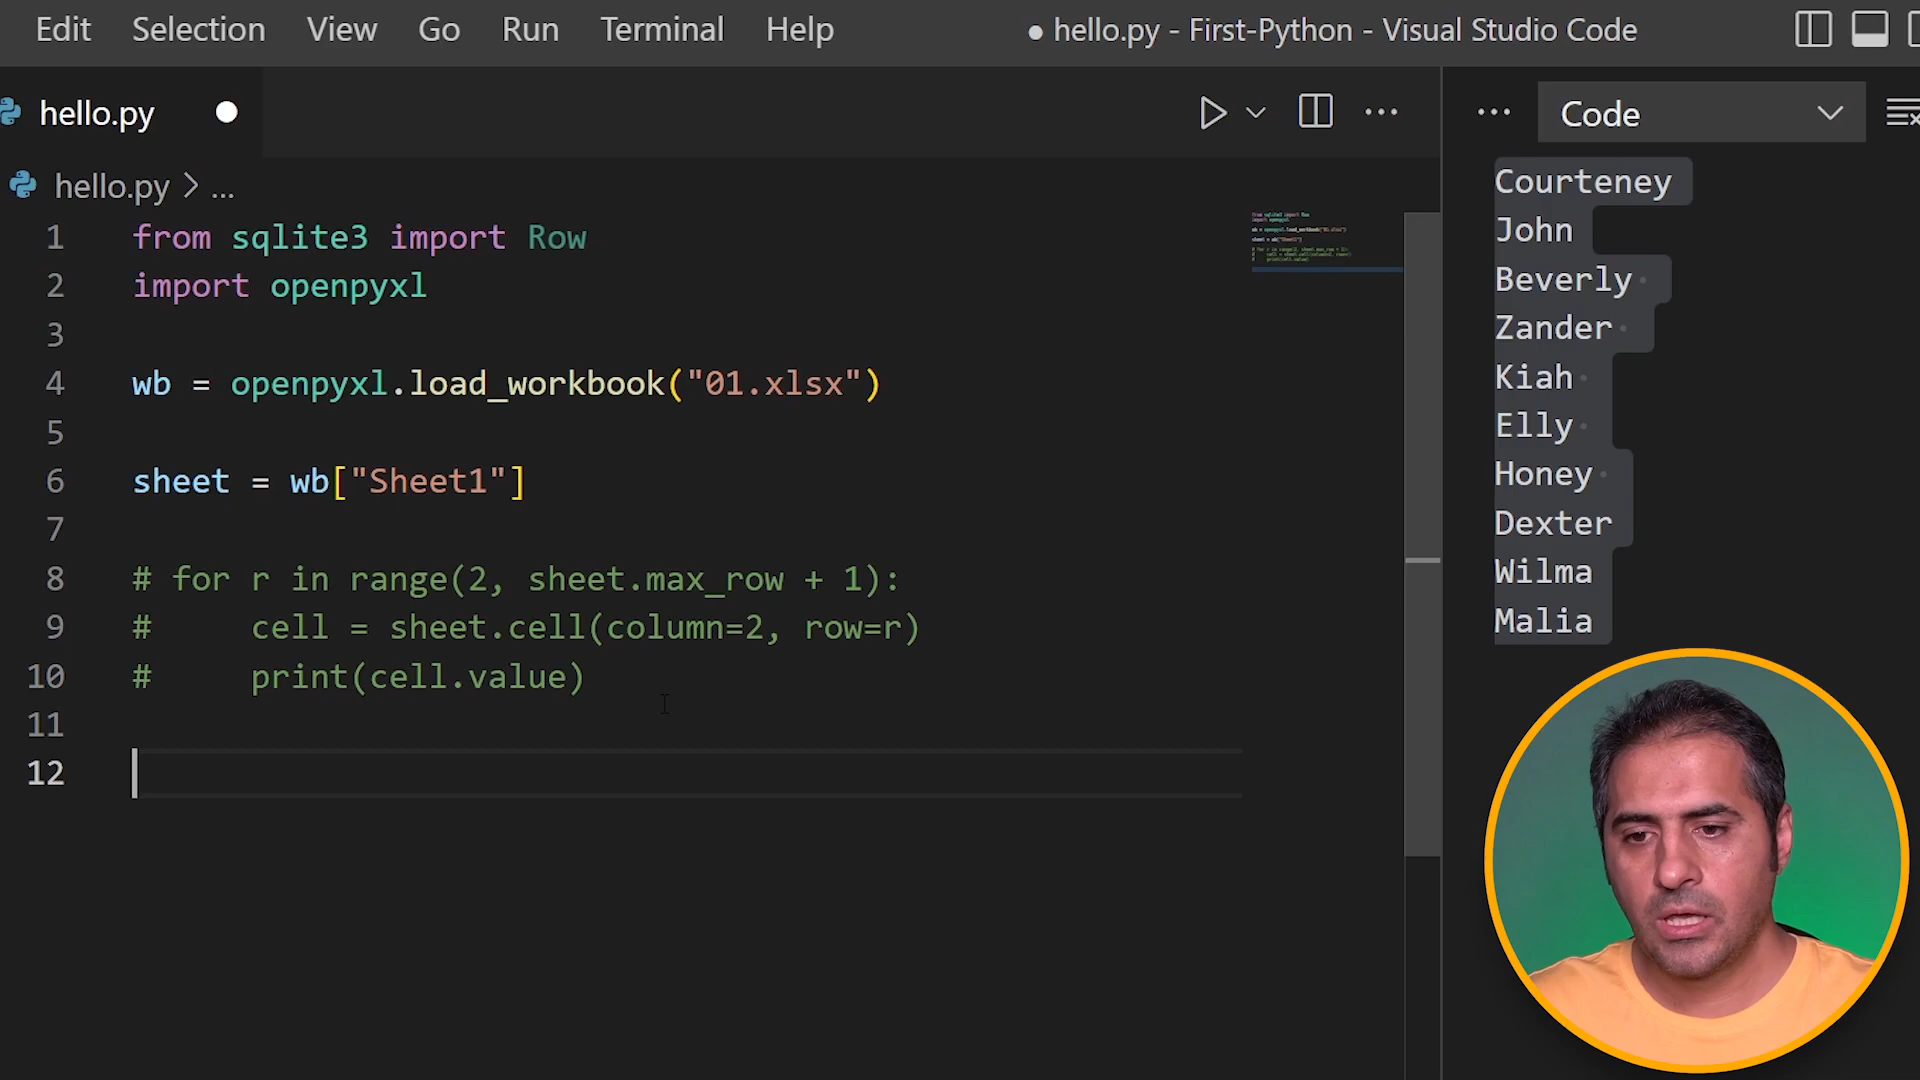 Edit Selection View Go Run Terminal Help ● hello.py - First-Python - Visual Studio Code
hello.py
Code
hello.py > ...
1 from sqlite3 import Row
2 import openpyxl
3
4 wb = openpyxl.load_workbook("01.xlsx")
5
6 sheet = wb["Sheet1"]
7
8 # for r in range(2, sheet.max_row + 1):
9 #     cell = sheet.cell(column=2, row=r)
10 #     print(cell.value)
11
12
Courteney
John
Beverly
Zander
Kiah
Elly
Honey
Dexter
Wilma
Malia